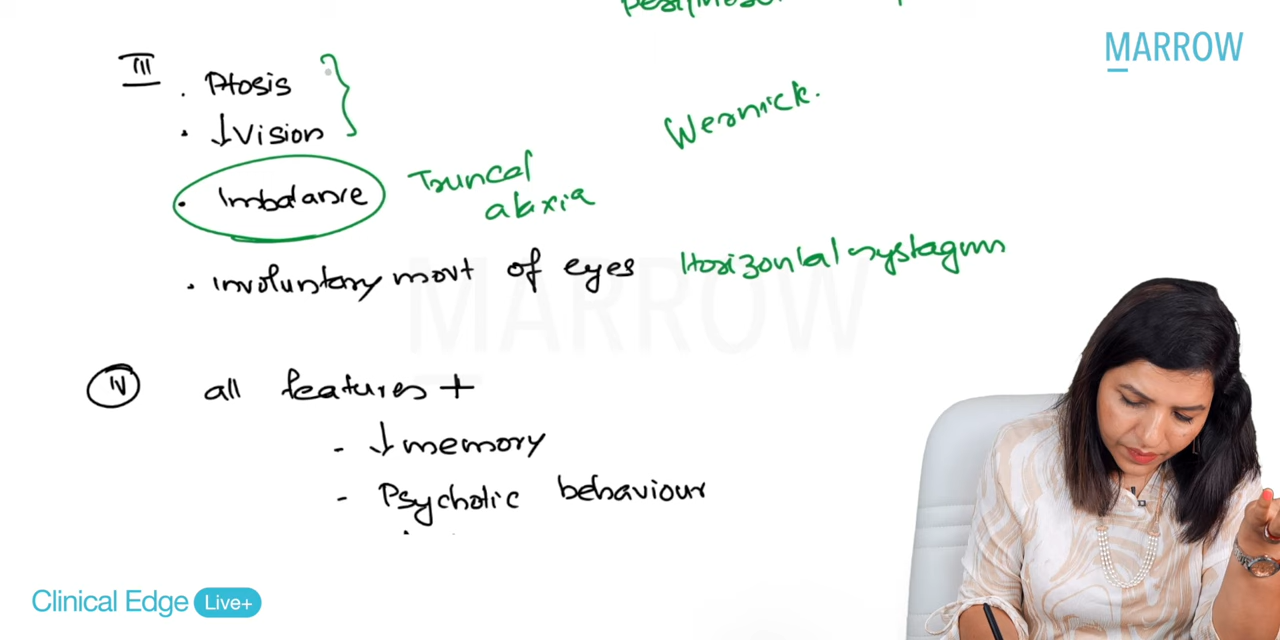 MARROW
III
. Ptosis
. ↓Vision
Wernick.
. Imbalance Truncal
ataxia
. involuntary movt of eyes Horizontal nystagmus
MARROW
IV all features +
- ↓memory
- Psychotic behaviour
Clinical Edge Live+